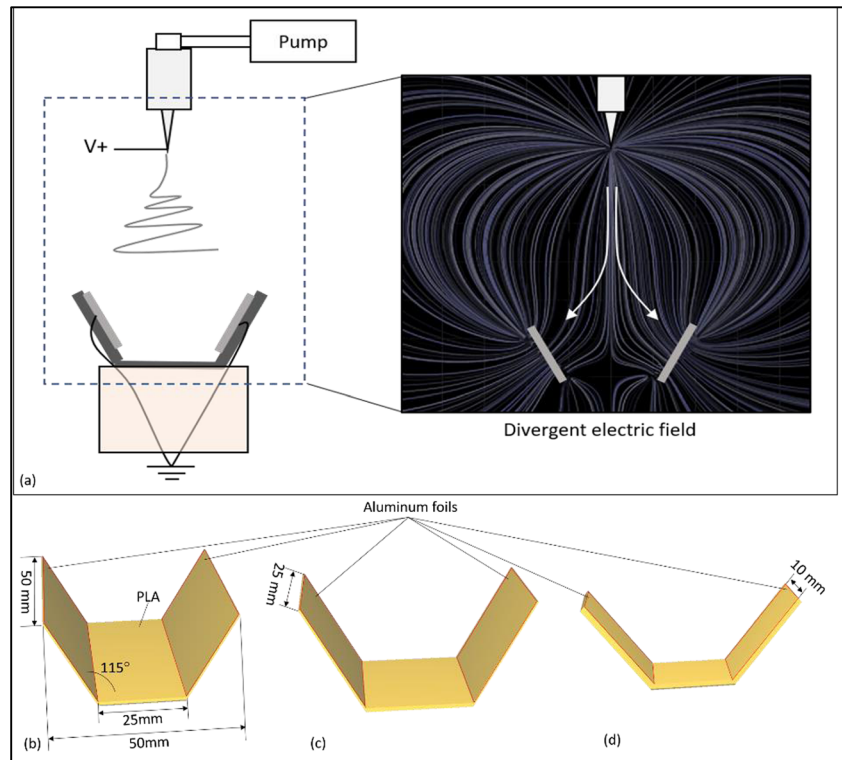 Pump
V+
Divergent electric field
(a)
Aluminum foils
50 mm
PLA
115°
25mm
50mm
(b)
25 mm
(c)
10 mm
(d)